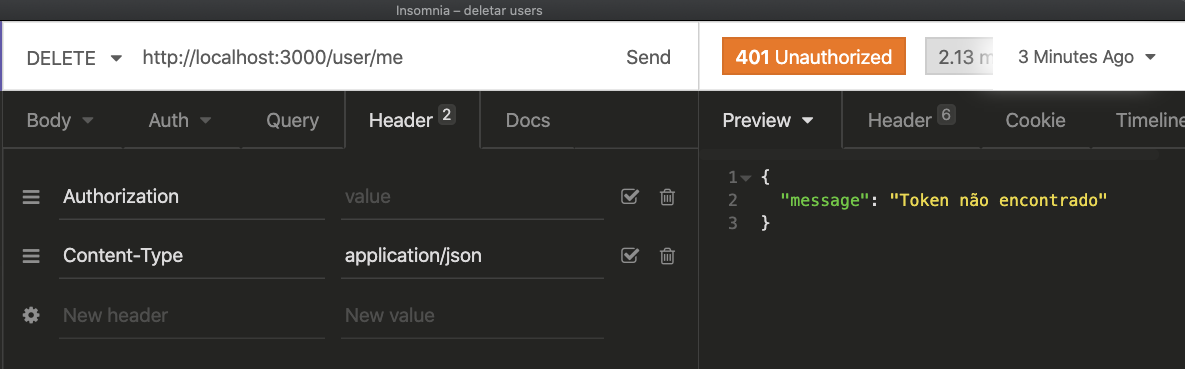 Insomnia – deletar users
DELETE http://localhost:3000/user/me Send 401 Unauthorized 2.13 m 3 Minutes Ago
Body Auth Query Header 2 Docs Preview Header 6 Cookie Timeline
Authorization value
Content-Type application/json
New header New value
1 {
2 "message": "Token não encontrado"
3 }